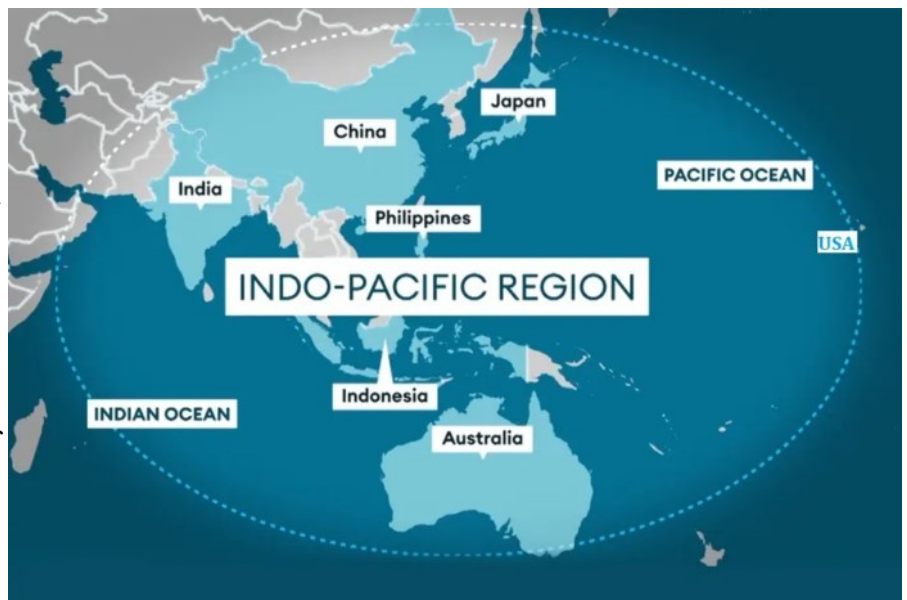 Japan
China
PACIFIC OCEAN
India
Philippines
USA
INDO-PACIFIC REGION
Indonesia
INDIAN OCEAN
Australia